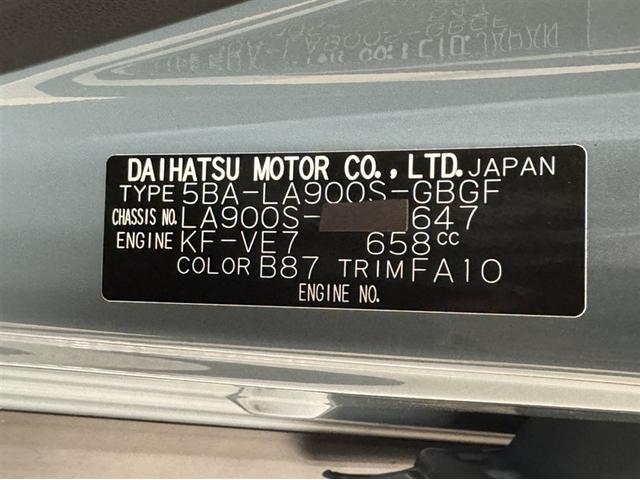 DAIHATSU MOTOR CO., LTD. JAPAN
TYPE 5BA-LA900S-GBGF
CHASSIS NO. LA900S- 647
ENGINE KF-VE7 658cc
COLOR B87 TRIM FA10
ENGINE NO.